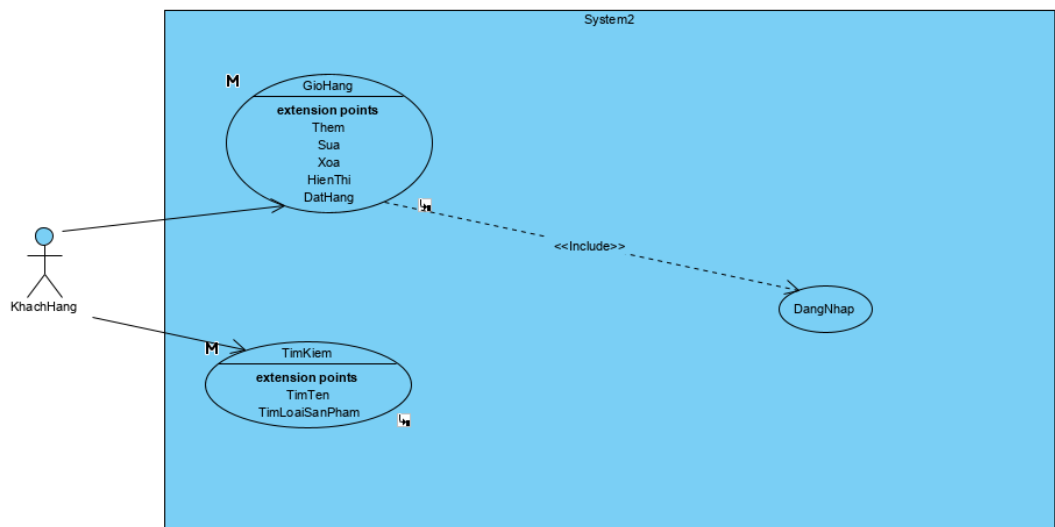 System2
M
GioHang
extension points
Them
Sua
Xoa
HienThi
DatHang
<<Include>>
KhachHang
DangNhap
M
TimKiem
extension points
TimTen
TimLoaiSanPham